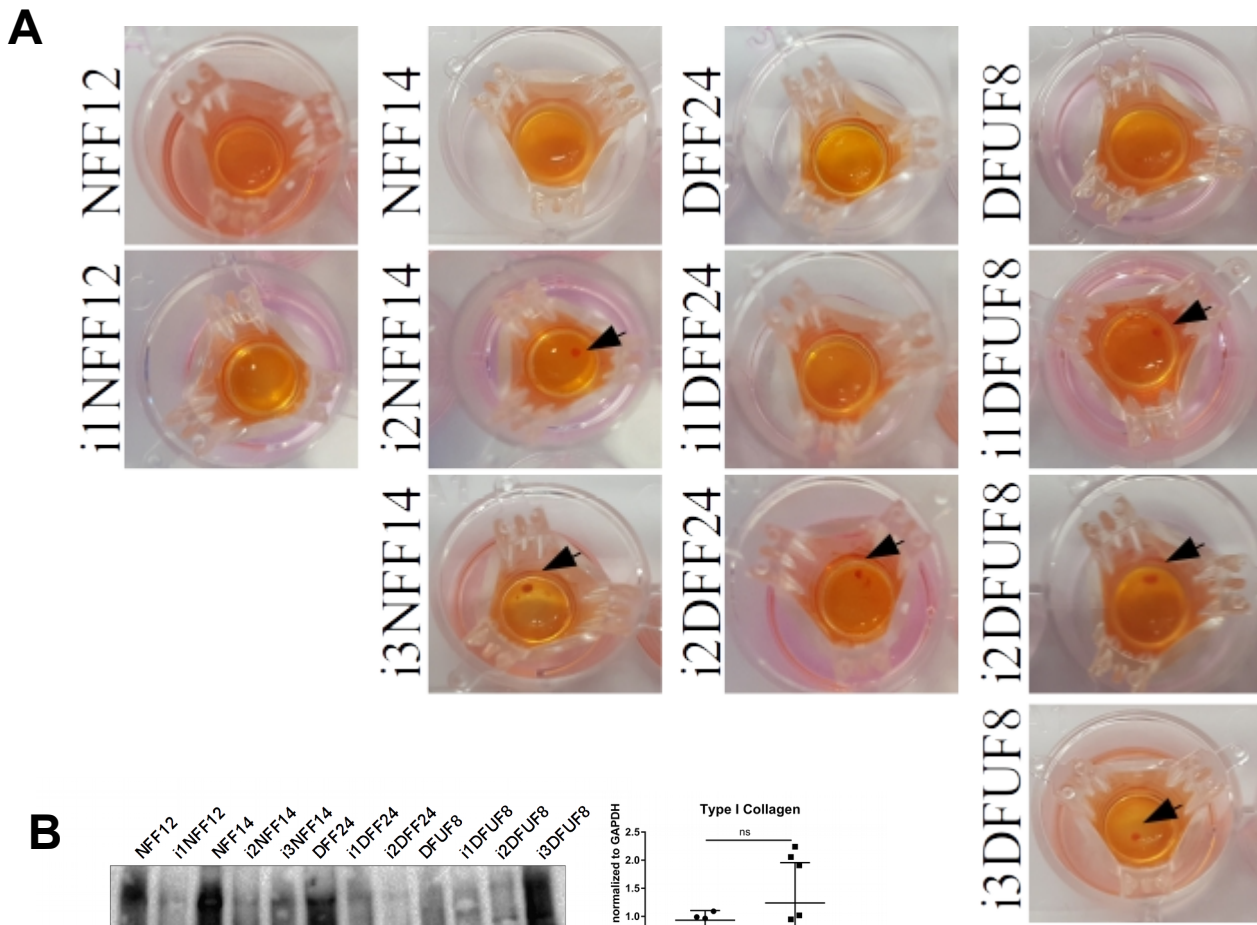 A
NFF12
NFF14
DFF24
DFUF8
i1NFF12
i2NFF14
i1DFF24
i1DFUF8
i3NFF14
i2DFF24
i2DFUF8
i3DFUF8
B
NFF12
i1NFF12
NFF14
i2NFF14
i3NFF14
DFF24
i1DFF24
i2DFF24
DFUF8
i1DFUF8
i2DFUF8
i3DFUF8
Type I Collagen
normalized to GAPDH
ns
2.5
2.0
1.5
1.0